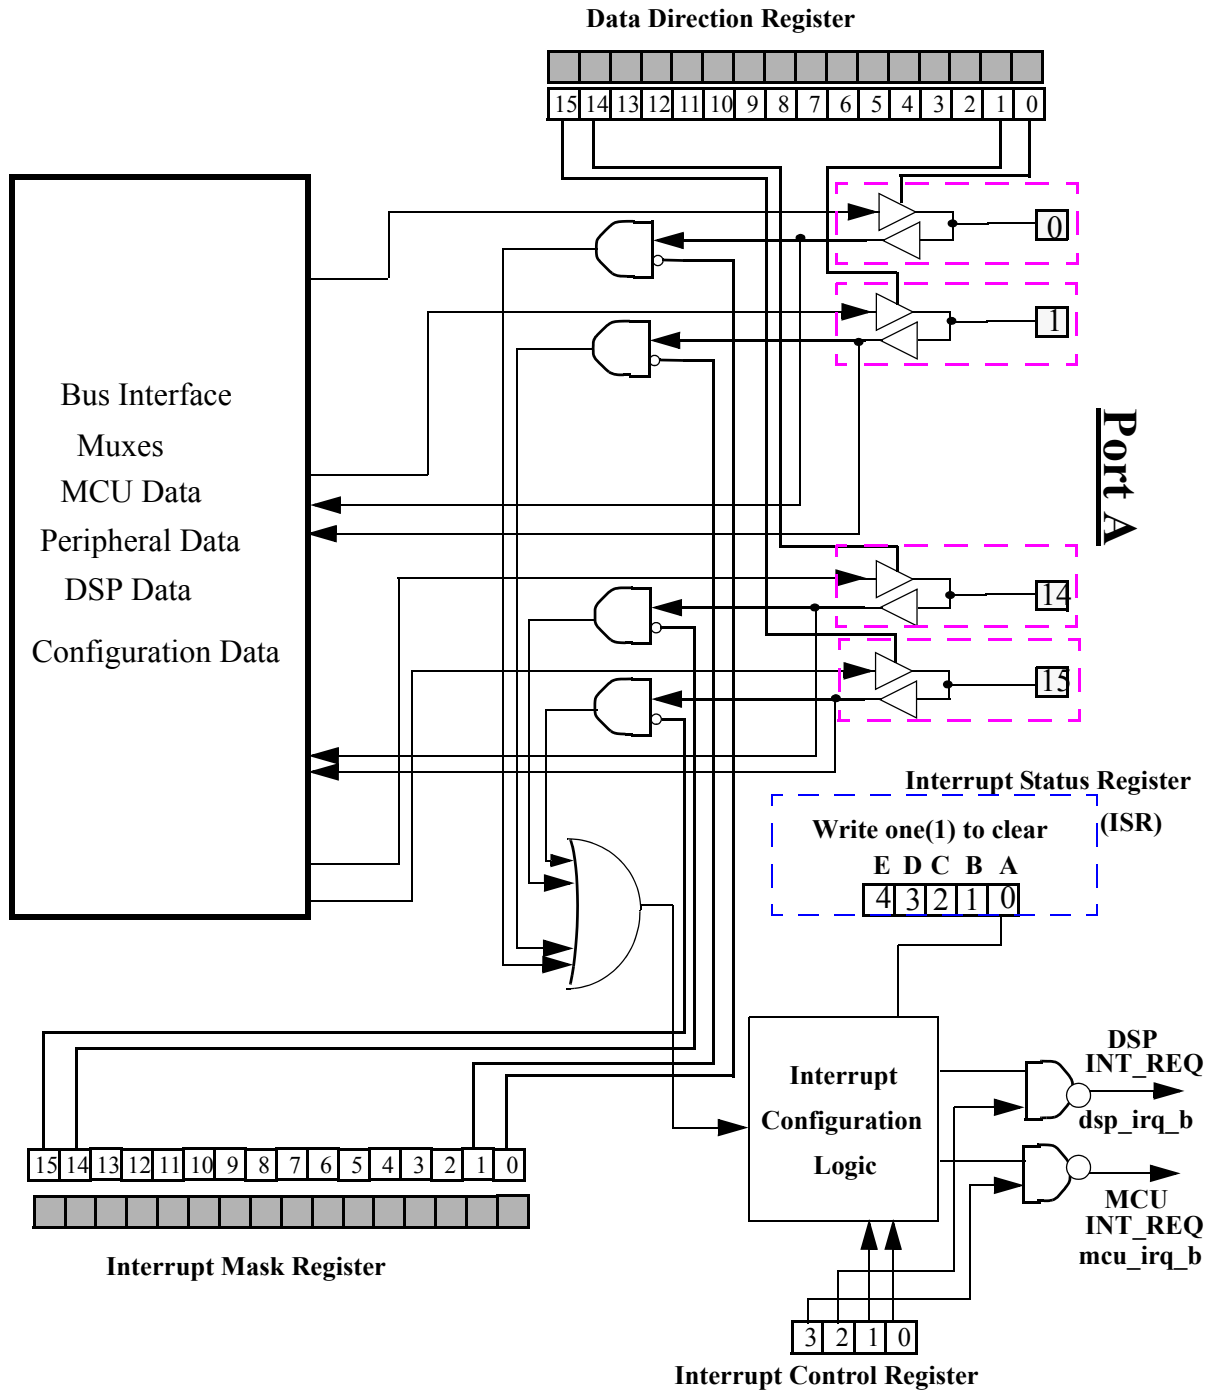 Data Direction Register
15 14 13 12 11 10 9 8 7 6 5 4 3 2 1 0
0
1
Bus Interface
Muxes
MCU Data
Peripheral Data
DSP Data
Configuration Data
Port A
14
15
Interrupt Status Register
(ISR)
Write one(1) to clear
E D C B A
4 3 2 1 0
Interrupt
Configuration
Logic
DSP
INT_REQ
dsp_irq_b
MCU
INT_REQ
mcu_irq_b
15 14 13 12 11 10 9 8 7 6 5 4 3 2 1 0
Interrupt Mask Register
3 2 1 0
Interrupt Control Register